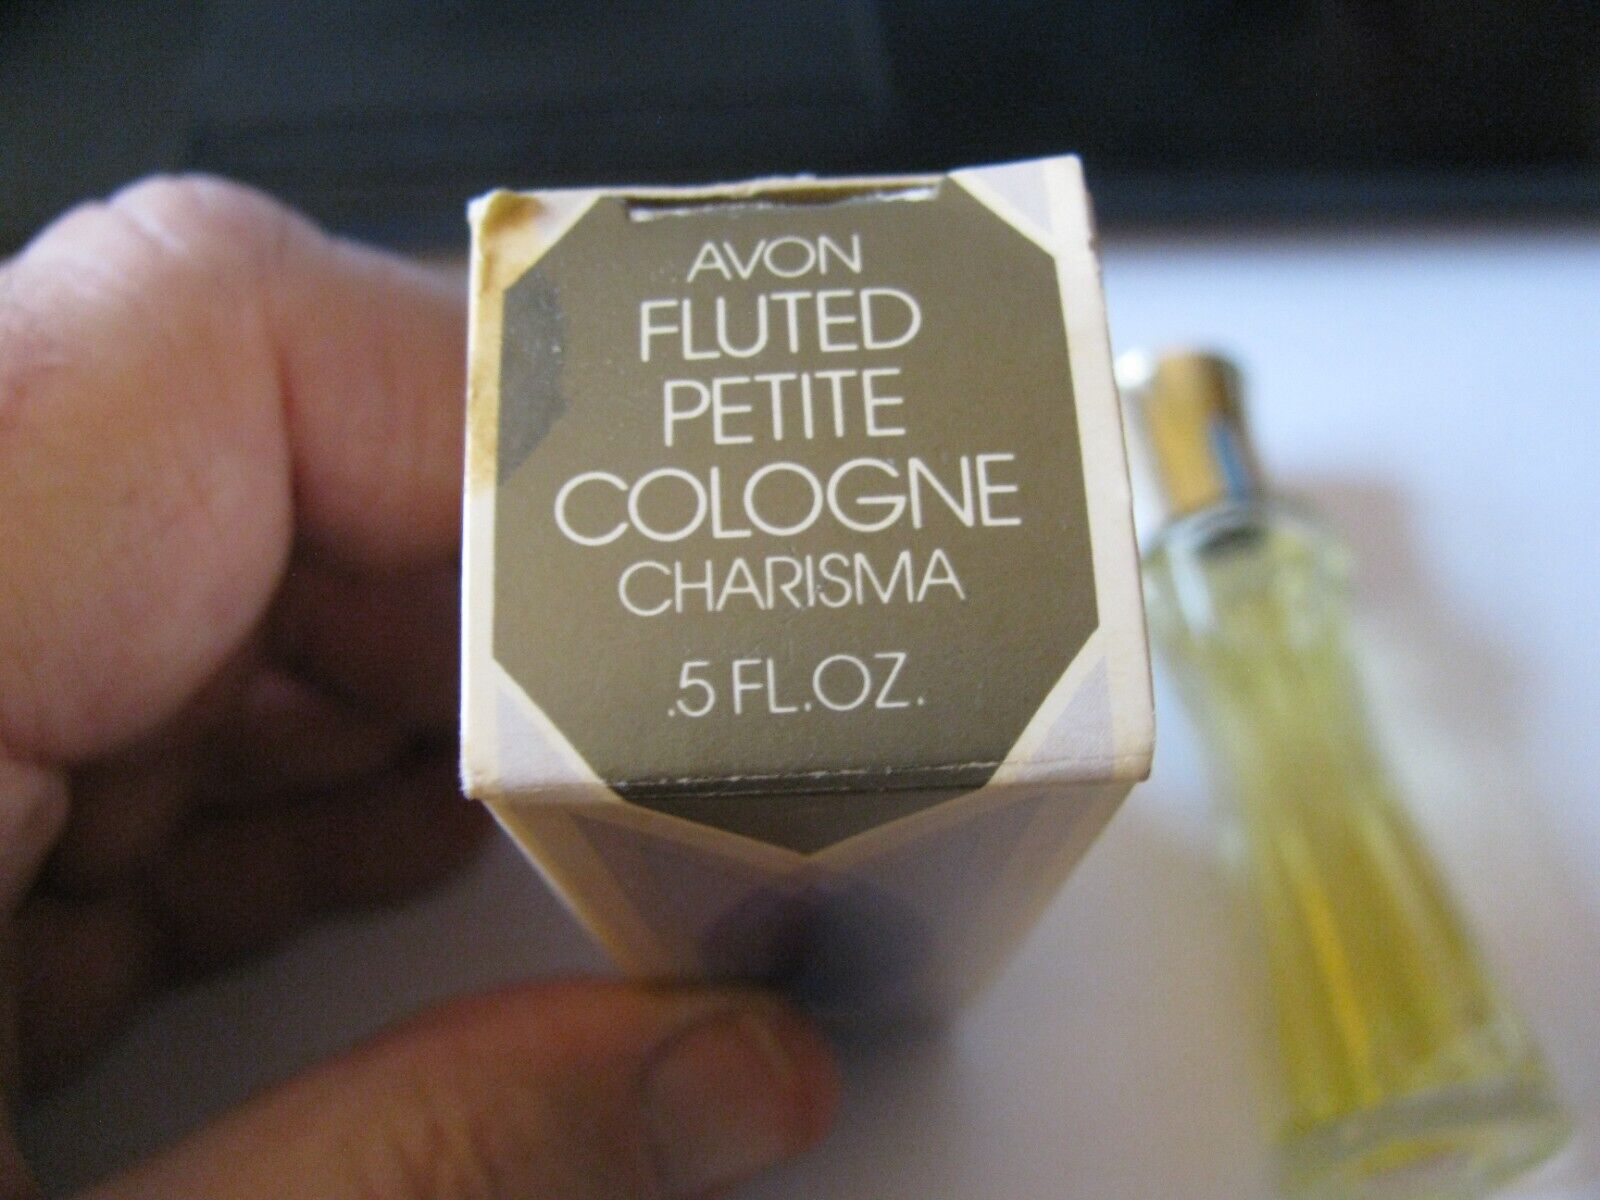 AVON
FLUTED
PETITE
COLOGNE
CHARISMA
.5 FL.OZ.